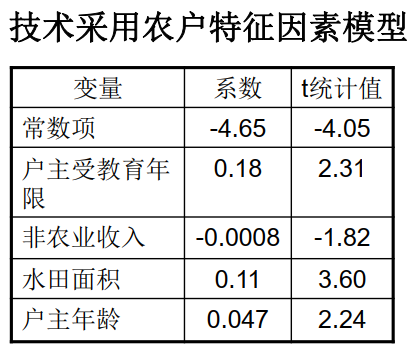 技术采用农户特征因素模型
变量 系数 t统计值
常数项 -4.65 -4.05
户主受教育年限 0.18 2.31
非农业收入 -0.0008 -1.82
水田面积 0.11 3.60
户主年龄 0.047 2.24